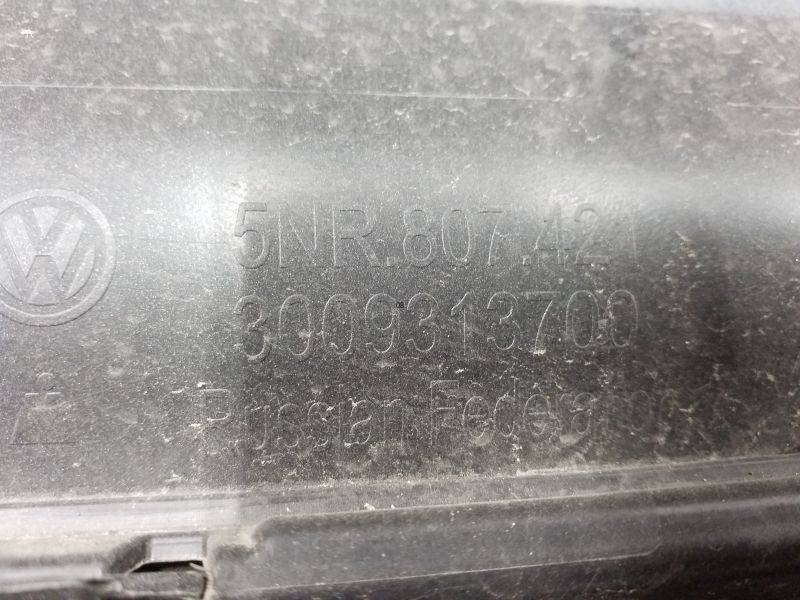 5NR.807.421
3009313700
Russian Federation